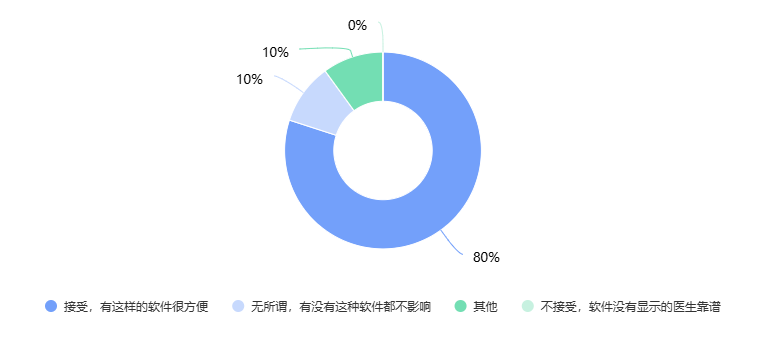 0%
10%
10%
80%
接受，有这样的软件很方便
无所谓，有没有这种软件都不影响
其他
不接受，软件没有显示的医生靠谱